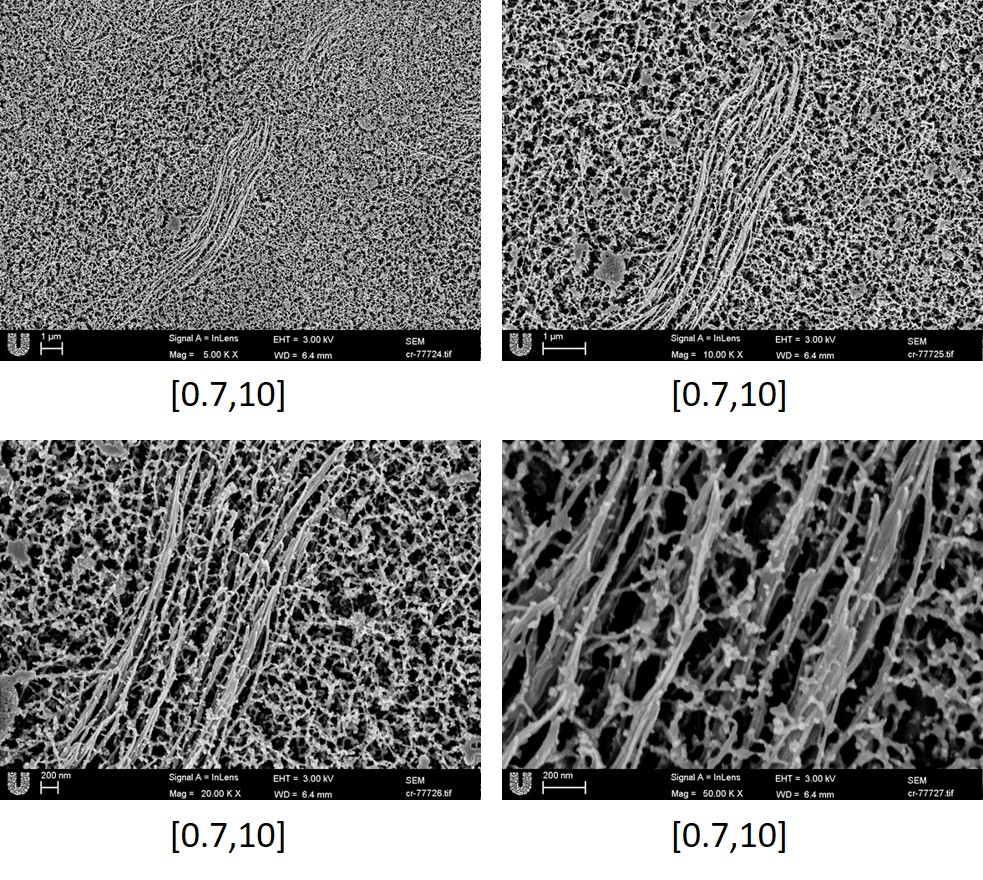 1 µm
Signal A = InLens
EHT = 3.00 kV
SEM
Mag = 5.00 K X
WD = 6.4 mm
cr-77724.tif
1 µm
Signal A = InLens
EHT = 3.00 kV
SEM
Mag = 10.00 K X
WD = 6.4 mm
cr-77725.tif
[0.7,10]
[0.7,10]
200 nm
Signal A = InLens
EHT = 3.00 kV
SEM
Mag = 20.00 K X
WD = 6.4 mm
cr-77726.tif
200 nm
Signal A = InLens
EHT = 3.00 kV
SEM
Mag = 50.00 K X
WD = 6.4 mm
cr-77727.tif
[0.7,10]
[0.7,10]